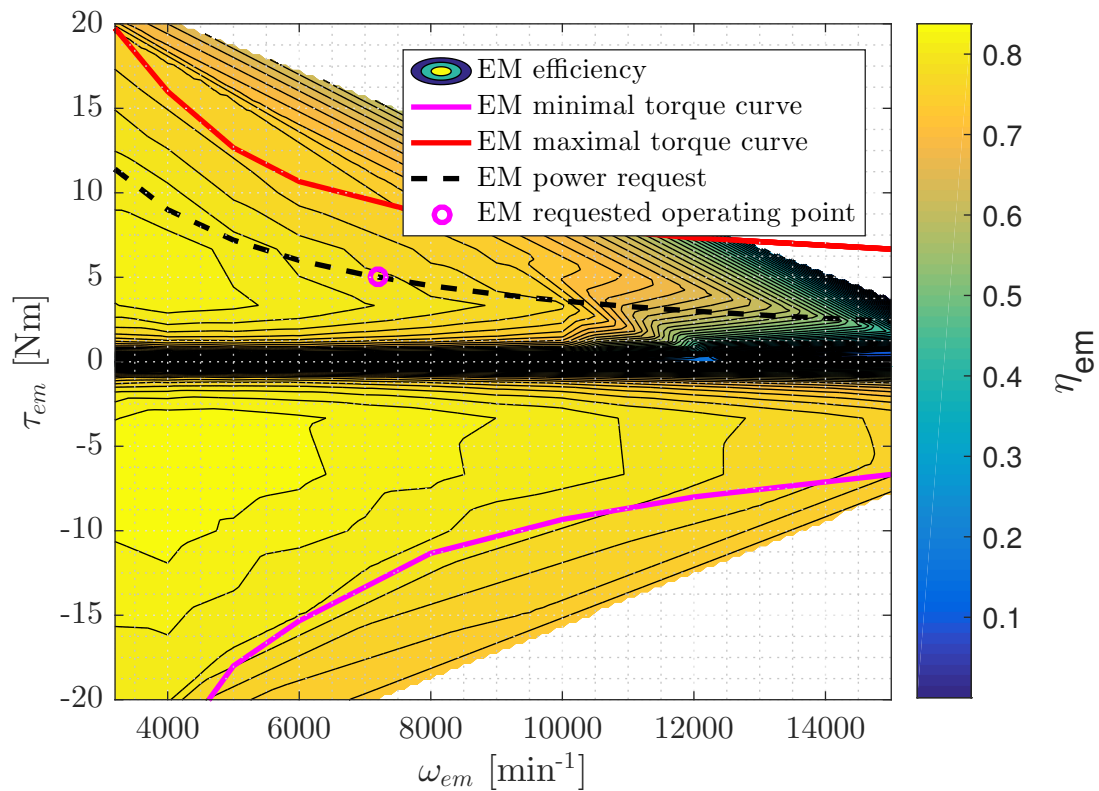 EM efficiency
EM minimal torque curve
EM maximal torque curve
EM power request
EM requested operating point
20
15
10
5
0
-5
-10
-15
-20
τem [Nm]
4000 6000 8000 10000 12000 14000
ωem [min-1]
0.8
0.7
0.6
0.5
0.4
0.3
0.2
0.1
ηem